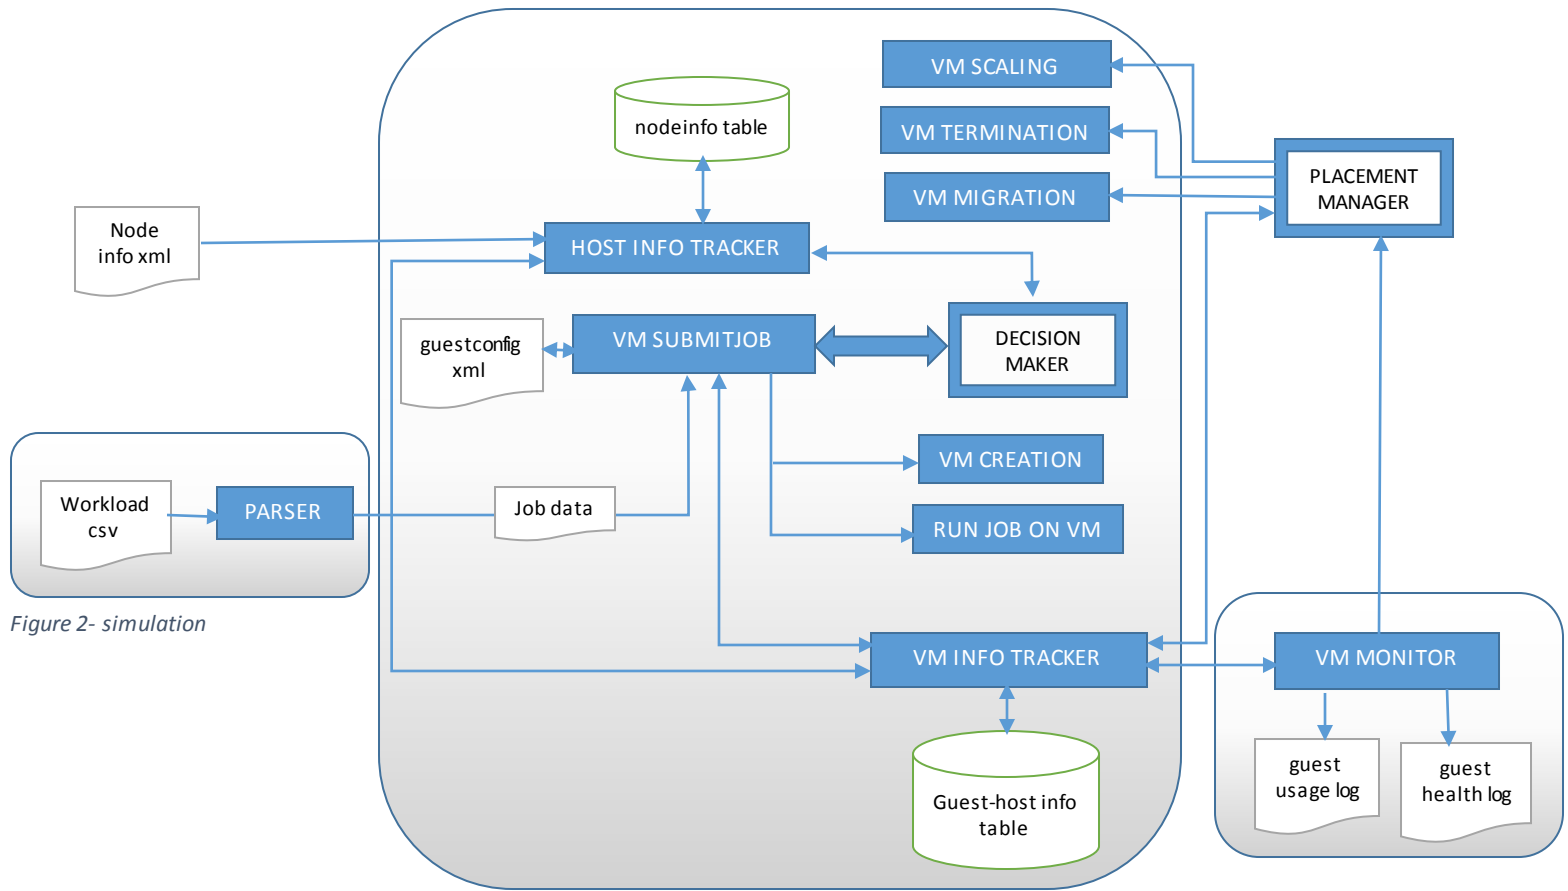 VM SCALING
nodeinfo table
VM TERMINATION
PLACEMENT
MANAGER
VM MIGRATION
Node
info xml
HOST INFO TRACKER
guestconfig
xml
VM SUBMITJOB
DECISION
MAKER
VM CREATION
Workload
csv
PARSER
Job data
RUN JOB ON VM
Figure 2- simulation
VM INFO TRACKER
VM MONITOR
guest
usage log
guest
health log
Guest-host info
table